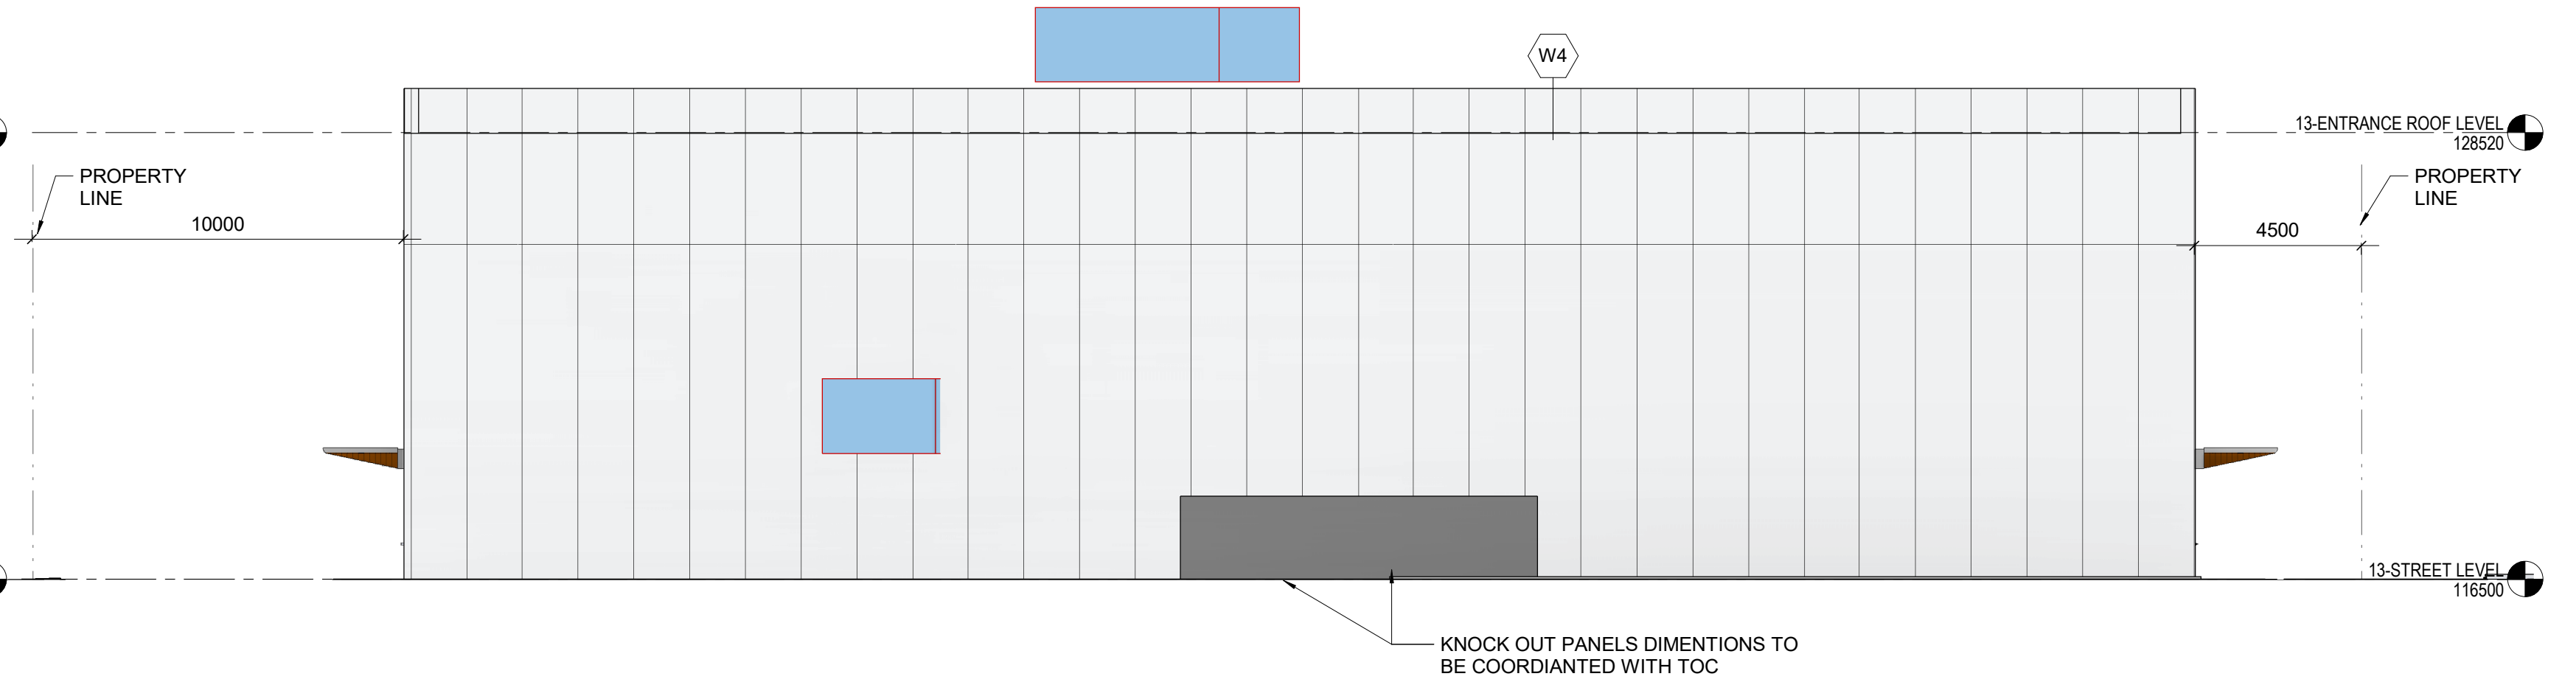 W4
13-ENTRANCE ROOF LEVEL
128520
PROPERTY
LINE
PROPERTY
LINE
10000
4500
13-STREET LEVEL
116500
KNOCK OUT PANELS DIMENTIONS TO
BE COORDIANTED WITH TOC